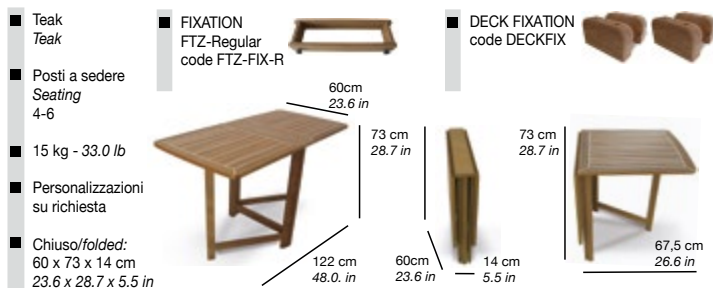 Teak
Teak
Posti a sedere
Seating
4-6
15 kg - 33.0 lb
Personalizzazioni
su richiesta
Chiuso/folded:
60 x 73 x 14 cm
23.6 x 28.7 x 5.5 in
FIXATION
FTZ-Regular
code FTZ-FIX-R
DECK FIXATION
code DECKFIX
60cm
23.6 in
73 cm
28.7 in
122 cm
48.0. in
60cm
23.6 in
14 cm
5.5 in
73 cm
28.7 in
67,5 cm
26.6 in